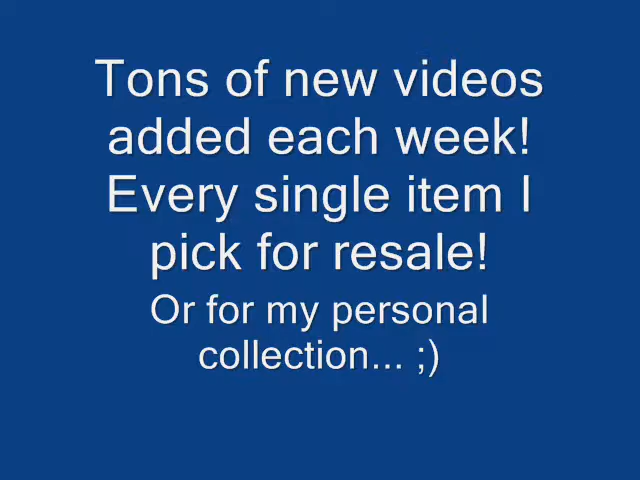 Tons of new videos
added each week!
Every single item I
pick for resale!
Or for my personal
collection... ;)